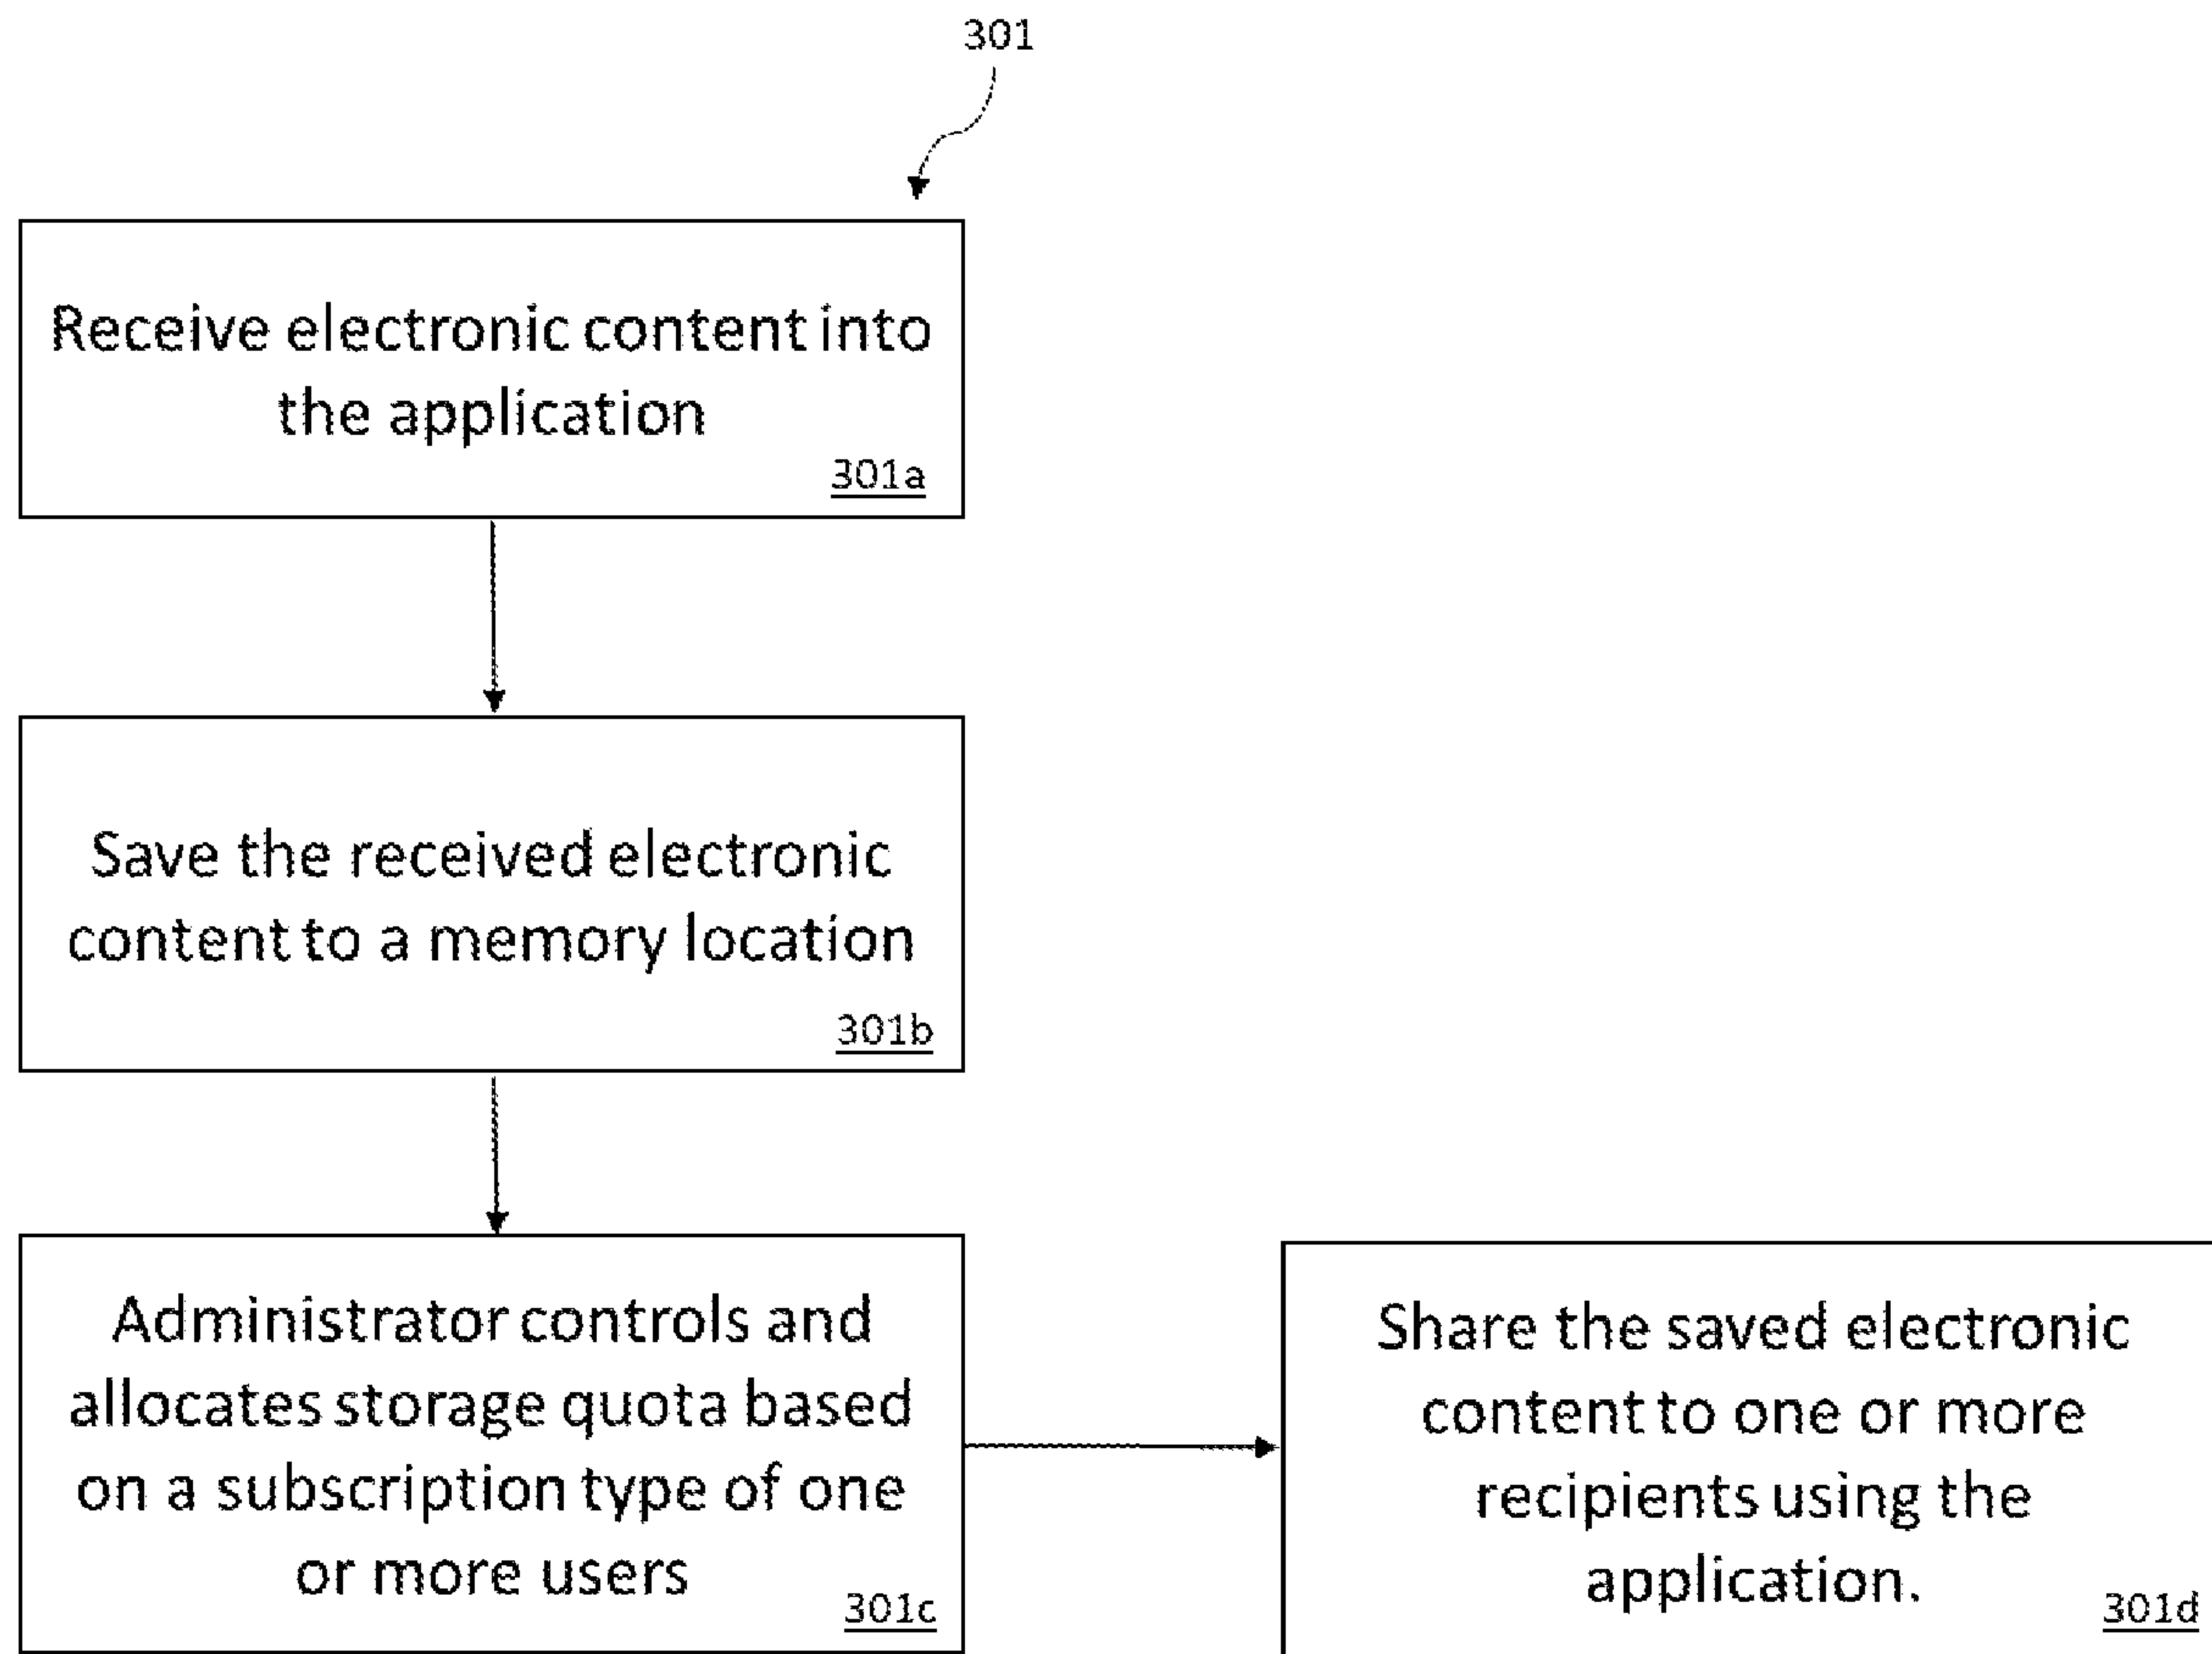 301
Receive electronic content into
the application
301a
Save the received electronic
content to a memory location
301b
Administrator controls and
allocates storage quota based
on a subscription type of one
or more users
301c
Share the saved electronic
content to one or more
recipients using the
application.
301d